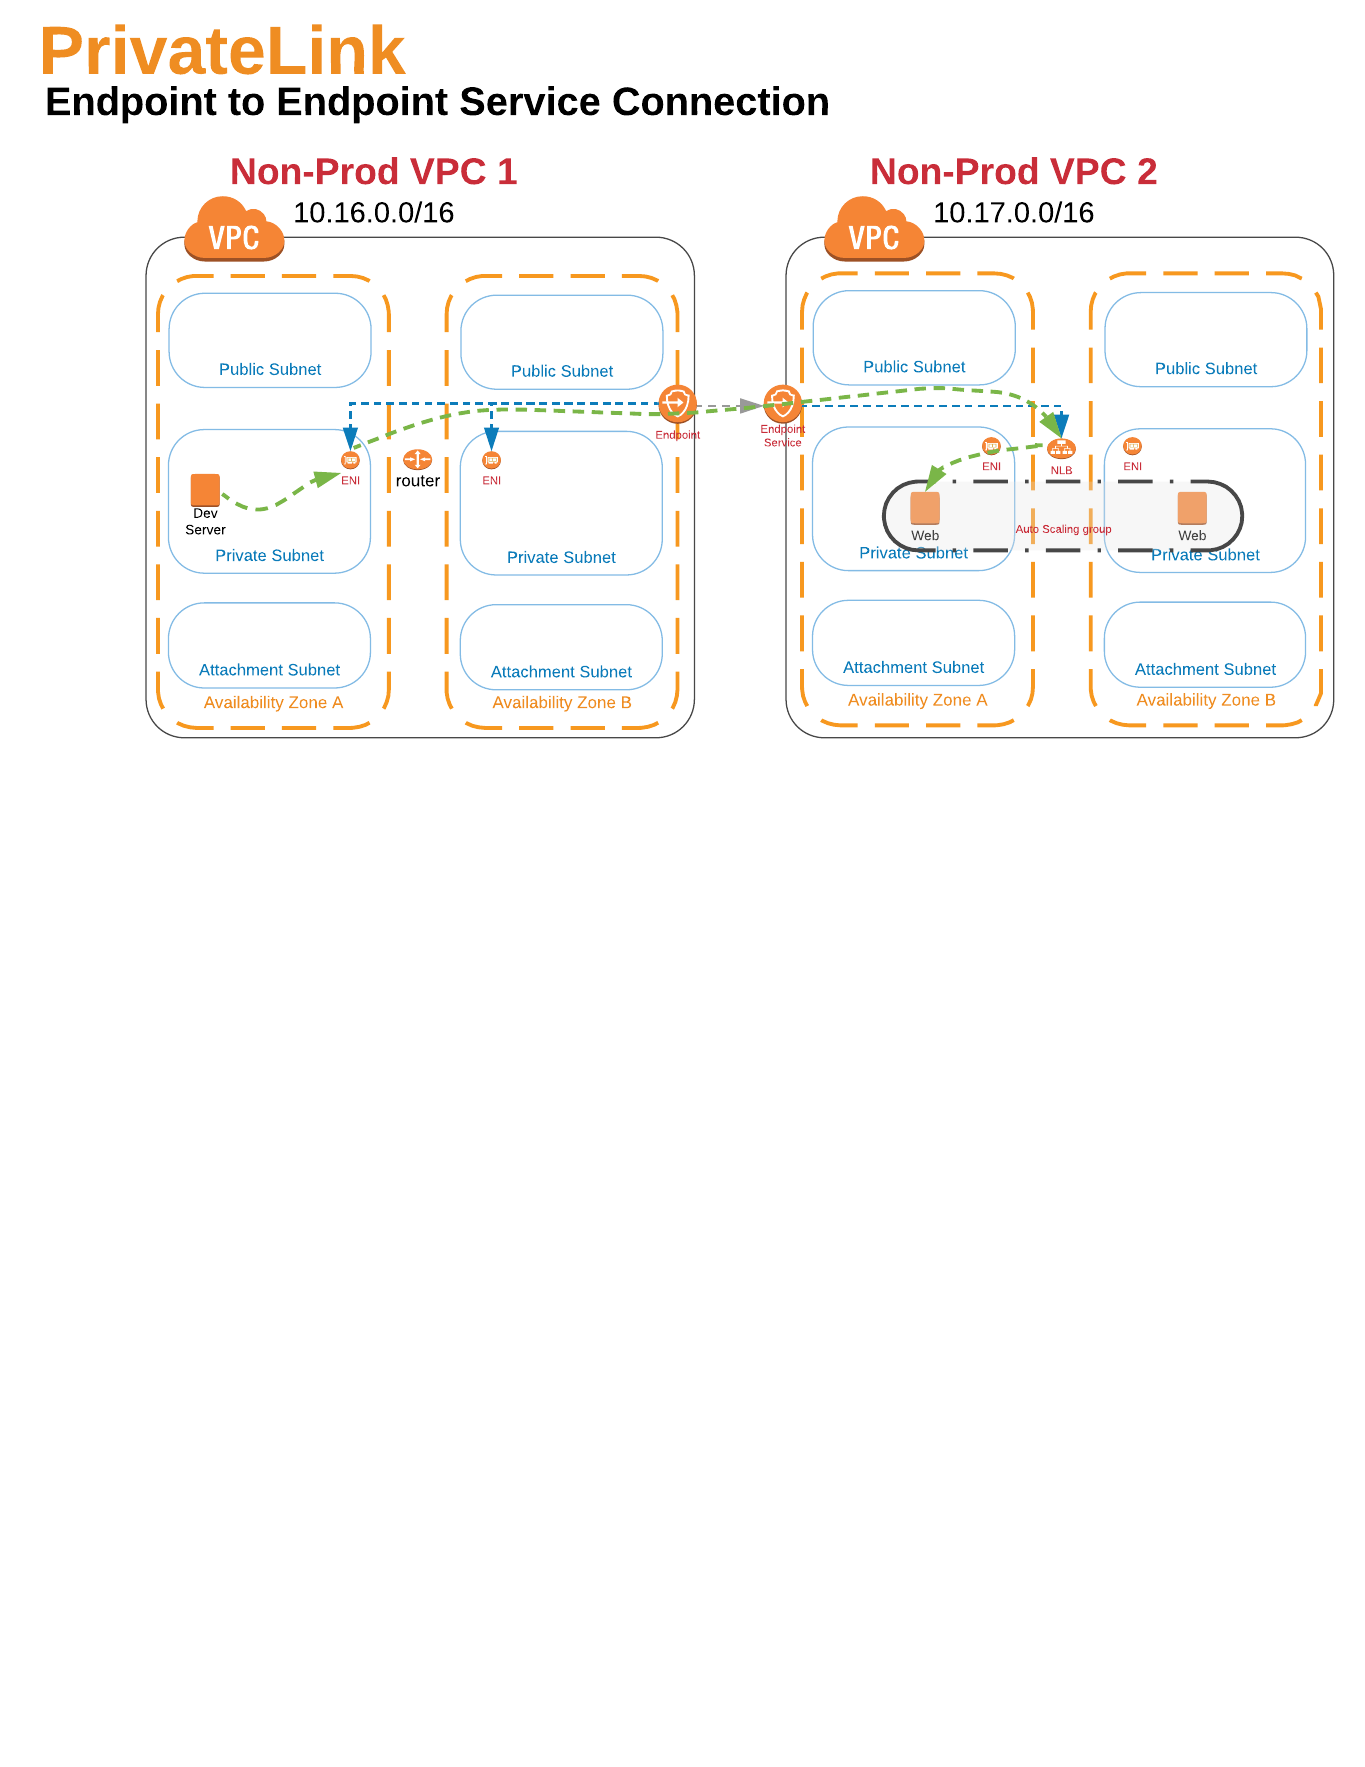 PrivateLink
Endpoint to Endpoint Service Connection
Non-Prod VPC 1
10.16.0.0/16
VPC
Public Subnet
Public Subnet
Endpoint
ENI
router
ENI
Dev
Server
Private Subnet
Private Subnet
Attachment Subnet
Attachment Subnet
Availability Zone A
Availability Zone B
Non-Prod VPC 2
10.17.0.0/16
VPC
Public Subnet
Public Subnet
Endpoint
Service
ENI
NLB
ENI
Web
Auto Scaling group
Web
Private Subnet
Private Subnet
Attachment Subnet
Attachment Subnet
Availability Zone A
Availability Zone B